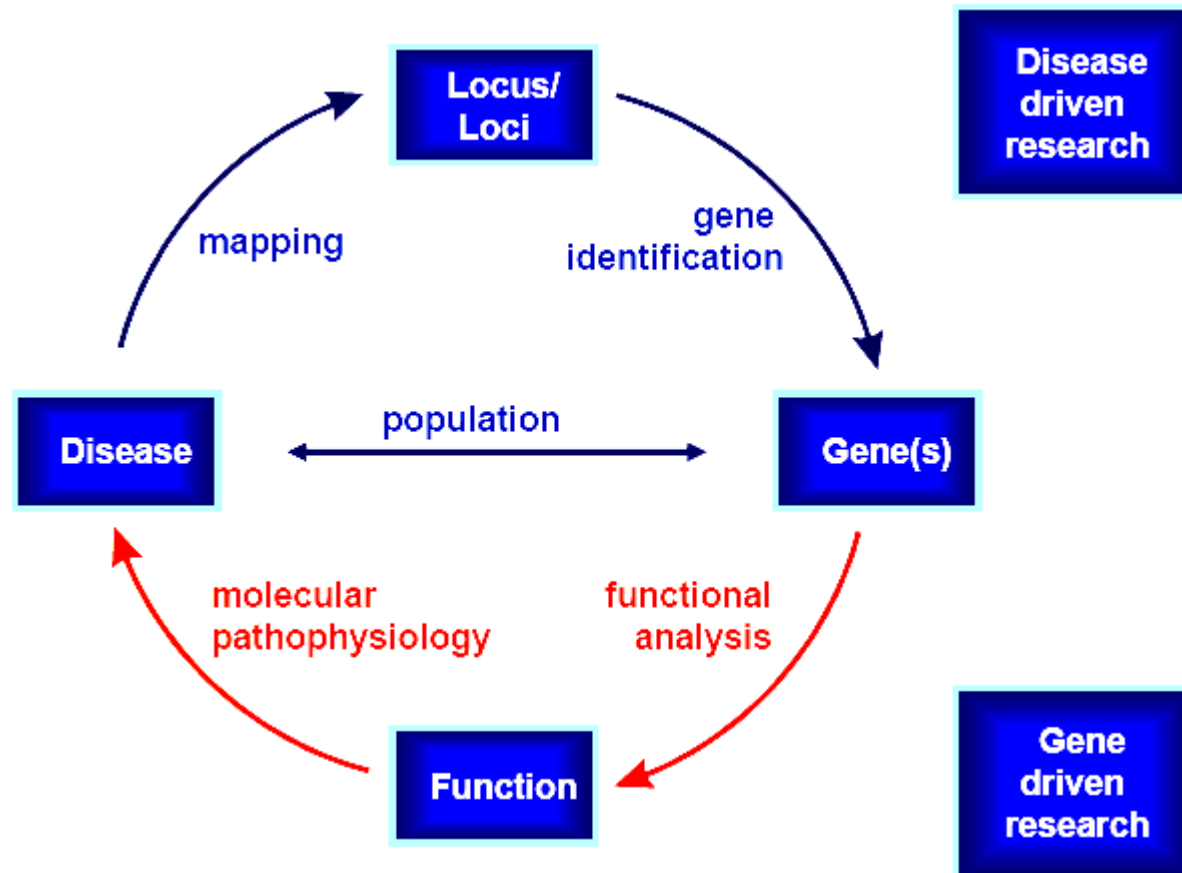 Locus/
Loci
Disease
driven
research
mapping
gene
identification
population
Disease
Gene(s)
molecular
pathophysiology
functional
analysis
Function
Gene
driven
research